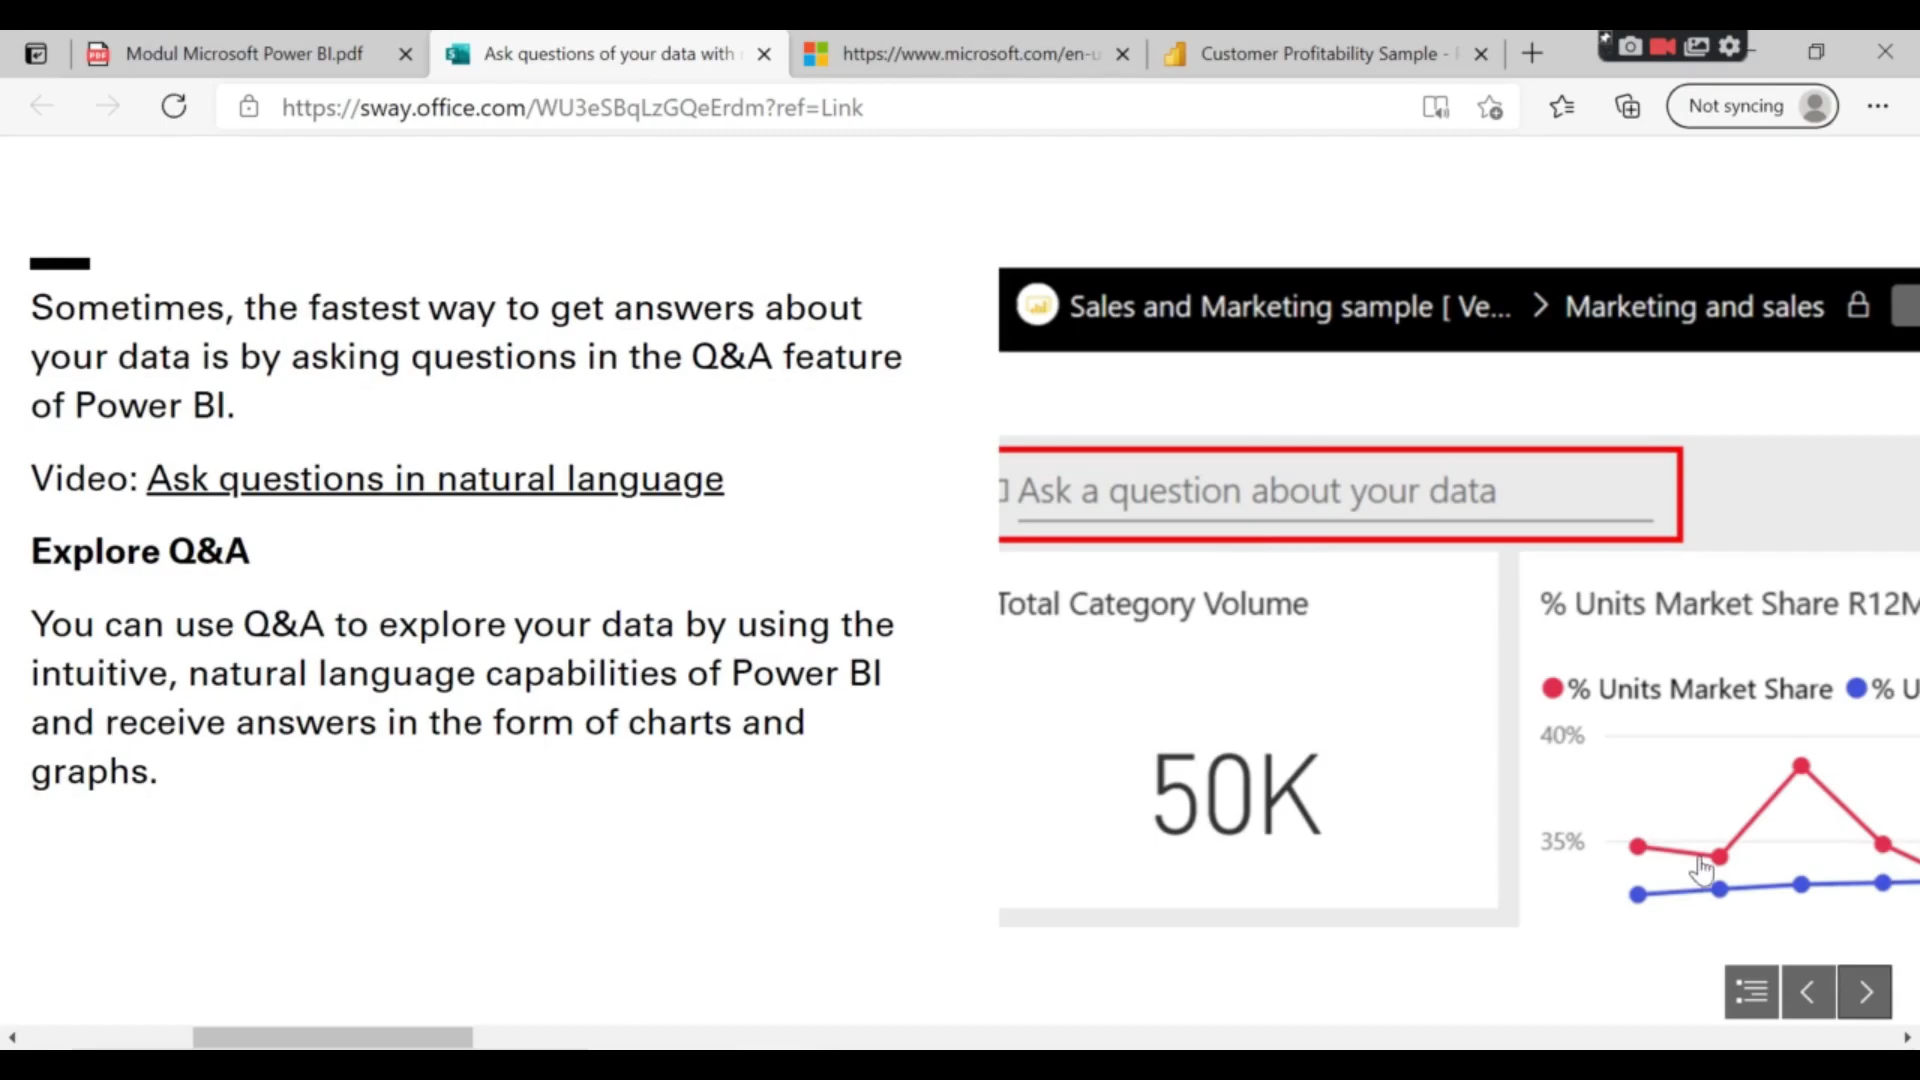 Modul Microsoft Power BI.pdf
Ask questions of your data with
https://www.microsoft.com/en-u
Customer Profitability Sample -
https://sway.office.com/WU3eSBqLzGQeErdm?ref=Link
Not syncing
Sometimes, the fastest way to get answers about
your data is by asking questions in the Q&A feature
of Power BI.
Video: Ask questions in natural language
Explore Q&A
You can use Q&A to explore your data by using the
intuitive, natural language capabilities of Power BI
and receive answers in the form of charts and
graphs.
Sales and Marketing sample [ Ve... > Marketing and sales
Ask a question about your data
Total Category Volume
50K
% Units Market Share R12M
% Units Market Share % U
40%
35%